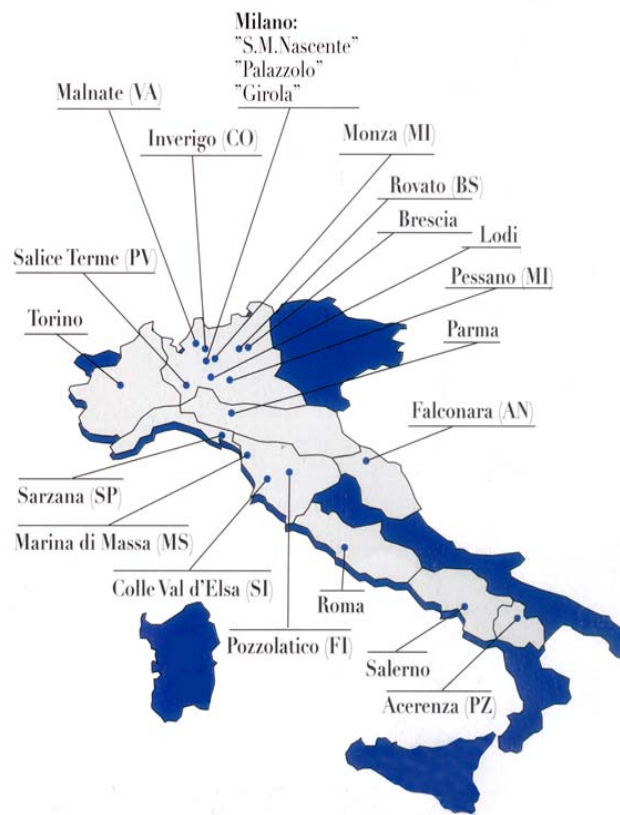 Milano:
"S.M.Nascente"
"Palazzolo"
"Girola"
Malnate (VA)
Inverigo (CO)
Monza (MI)
Rovato (BS)
Brescia
Lodi
Salice Terme (PV)
Pessano (MI)
Torino
Parma
Falconara (AN)
Sarzana (SP)
Marina di Massa (MS)
Colle Val d'Elsa (SI)
Roma
Pozzolatico (FI)
Salerno
Acerenza (PZ)